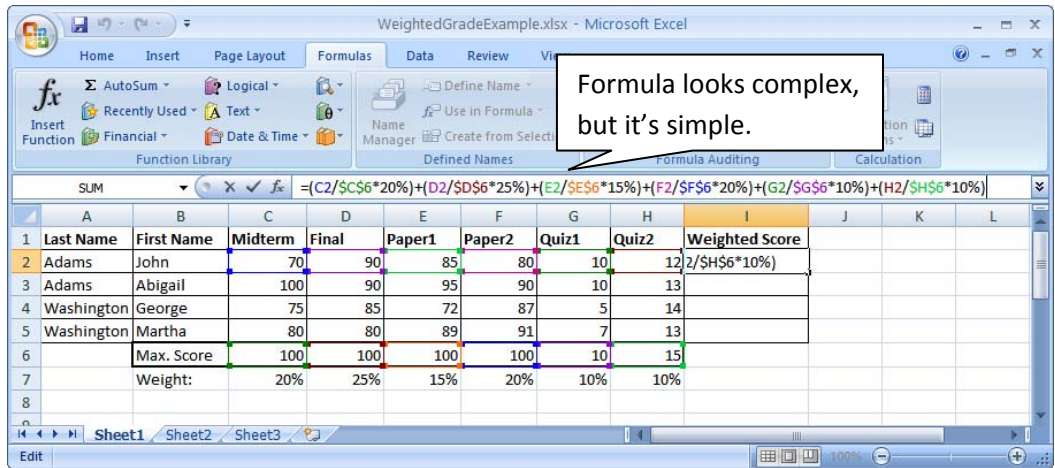 WeightedGradeExample.xlsx - Microsoft Excel
Home Insert Page Layout Formulas Data Review
Formula looks complex,
but it's simple.
fx
Insert
Function
Σ AutoSum
Recently Used
Financial
Logical
Text
Date & Time
Function Library
Name
Manager
Define Name
Use in Formula
Create from Selecti
Defined Names
Formula Auditing
Calculation
SUM fx =(C2/$C$6*20%)+(D2/$D$6*25%)+(E2/$E$6*15%)+(F2/$F$6*20%)+(G2/$G$6*10%)+(H2/$H$6*10%)
A B C D E F G H I J K L
1 Last Name First Name Midterm Final Paper1 Paper2 Quiz1 Quiz2 Weighted Score
2 Adams John 70 90 85 80 10 12 2/$H$6*10%)
3 Adams Abigail 100 90 95 90 10 13
4 Washington George 75 85 72 87 5 14
5 Washington Martha 80 80 89 91 7 13
6 Max. Score 100 100 100 100 10 15
7 Weight: 20% 25% 15% 20% 10% 10%
8
Sheet1 Sheet2 Sheet3
Edit 100%